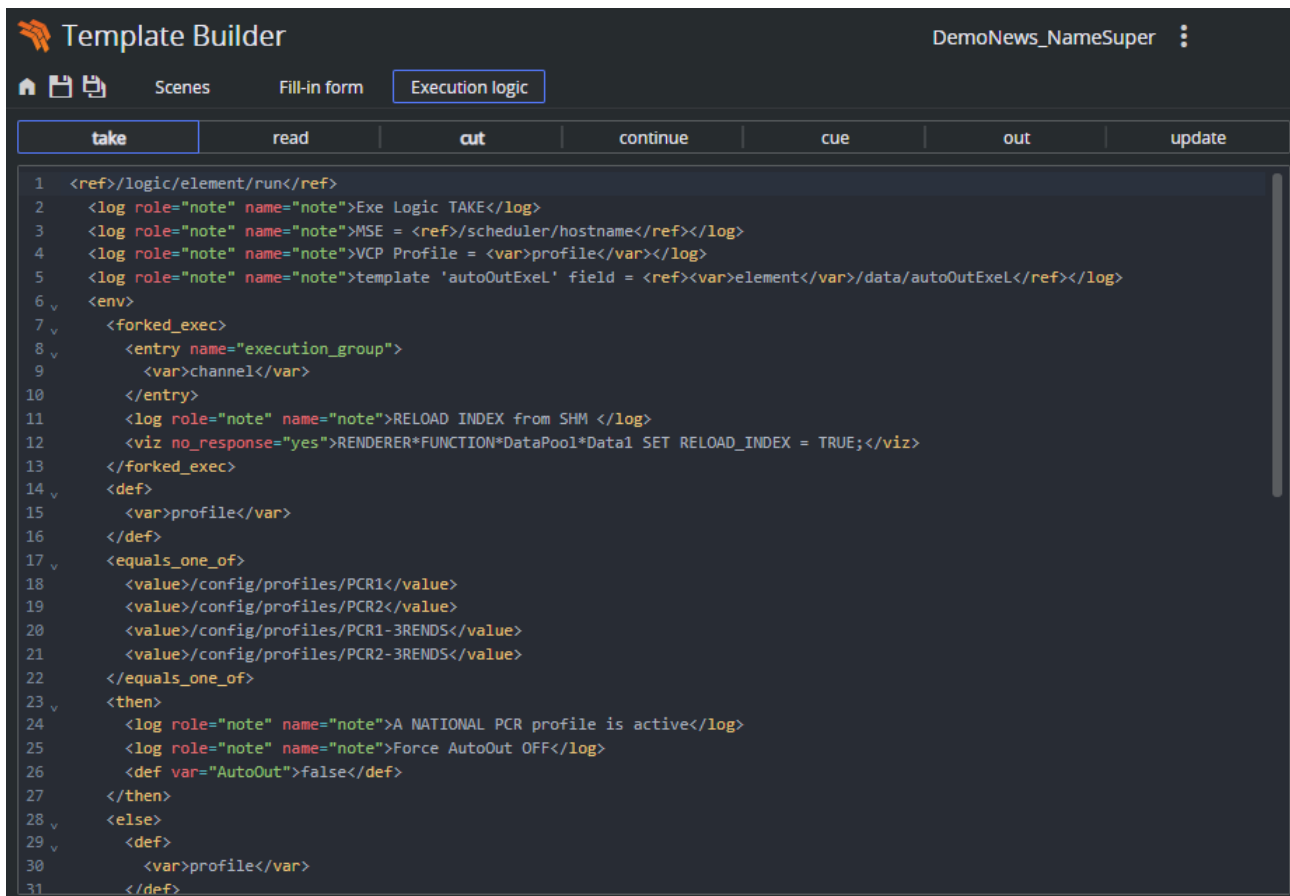 Template Builder
DemoNews_NameSuper
Scenes Fill-in form Execution logic
take read cut continue cue out update
1 <ref>/logic/element/run</ref>
2 <log role="note" name="note">Exe Logic TAKE</log>
3 <log role="note" name="note">MSE = <ref>/scheduler/hostname</ref></log>
4 <log role="note" name="note">VCP Profile = <var>profile</var></log>
5 <log role="note" name="note">template 'autoOutExeL' field = <ref><var>element</var>/data/autoOutExeL</ref></log>
6 <env>
7 <forked_exec>
8 <entry name="execution_group">
9 <var>channel</var>
10 </entry>
11 <log role="note" name="note">RELOAD INDEX from SHM </log>
12 <viz no_response="yes">RENDERER*FUNCTION*DataPool*Data1 SET RELOAD_INDEX = TRUE;</viz>
13 </forked_exec>
14 <def>
15 <var>profile</var>
16 </def>
17 <equals_one_of>
18 <value>/config/profiles/PCR1</value>
19 <value>/config/profiles/PCR2</value>
20 <value>/config/profiles/PCR1-3RENDS</value>
21 <value>/config/profiles/PCR2-3RENDS</value>
22 </equals_one_of>
23 <then>
24 <log role="note" name="note">A NATIONAL PCR profile is active</log>
25 <log role="note" name="note">Force AutoOut OFF</log>
26 <def var="AutoOut">false</def>
27 </then>
28 <else>
29 <def>
30 <var>profile</var>
31 </def>